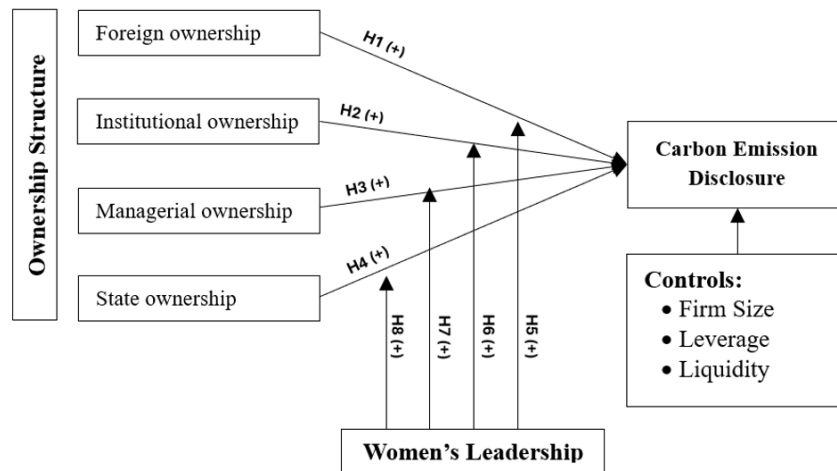 Ownership Structure
Foreign ownership
Institutional ownership
Managerial ownership
State ownership
H1 (+)
H2 (+)
H3 (+)
H4 (+)
H8 (+)
H7 (+)
H6 (+)
H5 (+)
Carbon Emission
Disclosure
Controls:
• Firm Size
• Leverage
• Liquidity
Women’s Leadership